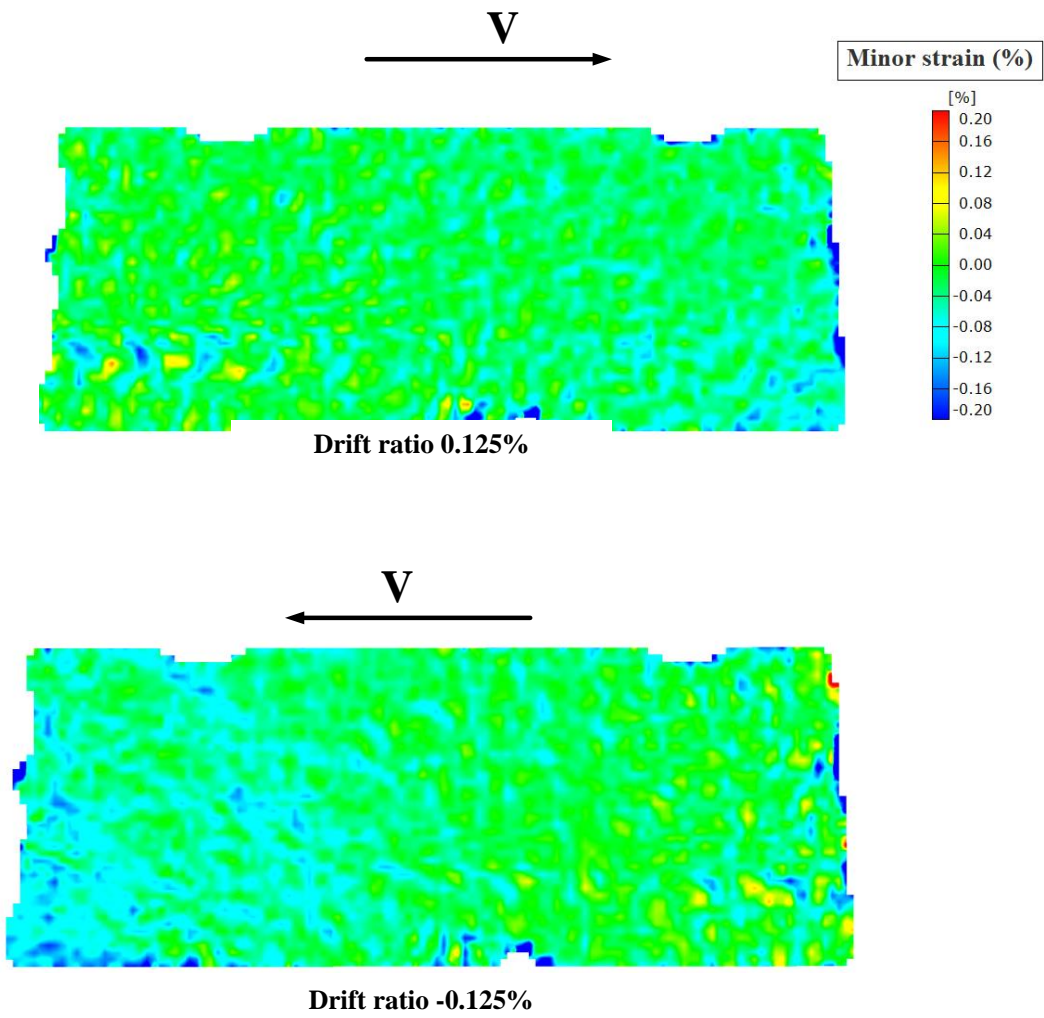 V
Minor strain (%)
[%]
0.20
0.16
0.12
0.08
0.04
0.00
-0.04
-0.08
-0.12
-0.16
-0.20
Drift ratio 0.125%
V
Drift ratio -0.125%